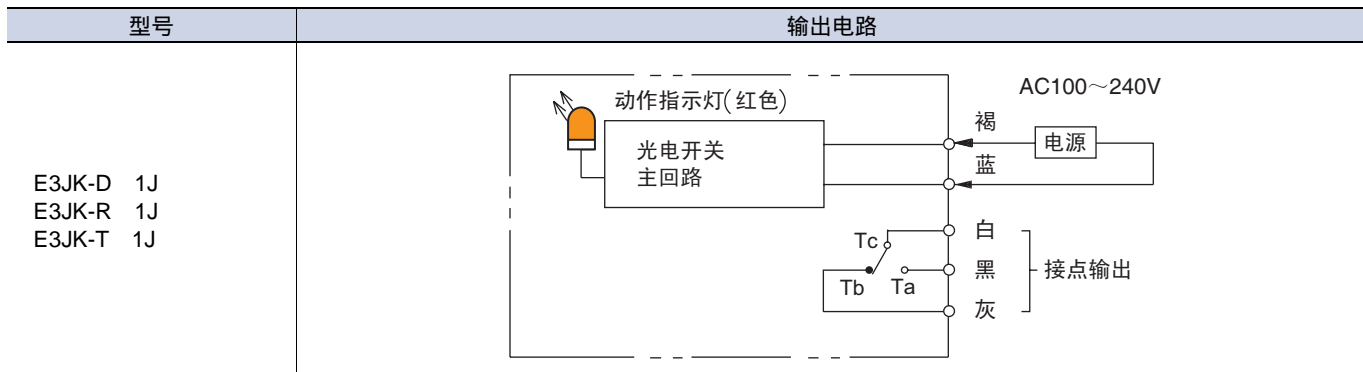 型号 输出电路
E3JK-D 1J
E3JK-R 1J
E3JK-T 1J
动作指示灯(红色)
光电开关
主回路
AC100～240V
褐
电源
蓝
白
Tc
黑
接点输出
Tb Ta
灰